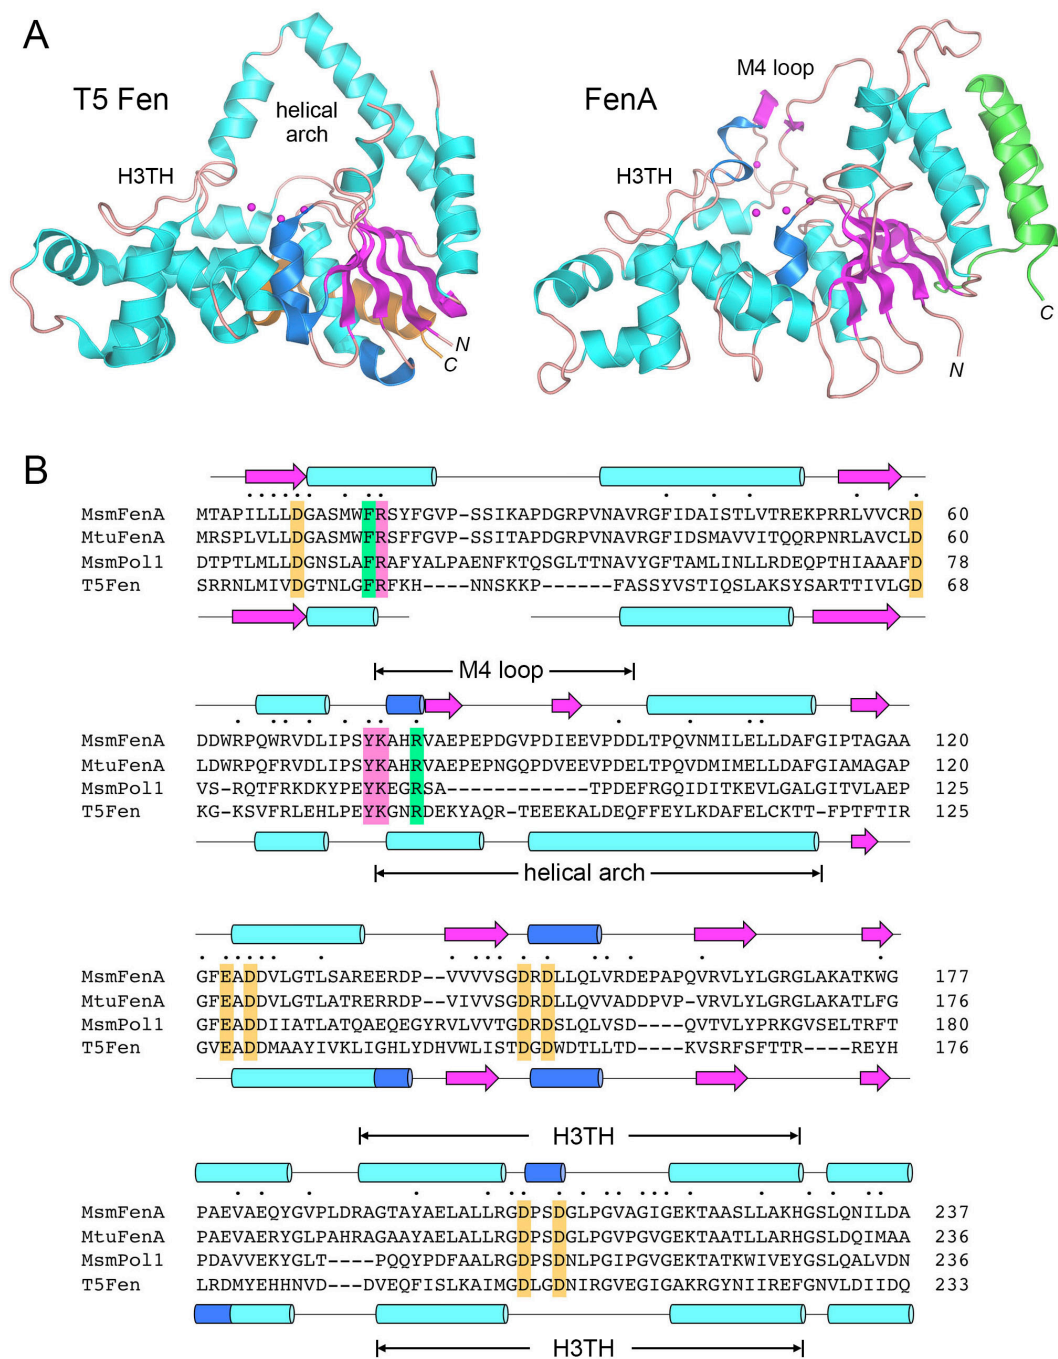 A
T5 Fen
helical
arch
H3TH
N
C
FenA
M4 loop
H3TH
C
N
B
MsmFenA MTAPILLLDGASMWFRSYFGVP-SSIKAPDGRPVNAVRGFIDAISTLVTREKPRRLVVCRD 60
MtuFenA MRSPLVLLDGASMWFRSFFGVP-SSITAPDGRPVNAVRGFIDSMAVVITQQRPNRLAVCLD 60
MsmPol1 DTPTLMLLDGNSLAFRAFYALPAENFKTQSGLTTNAVYGFTAMLINLLRDEQPTHIAAAFD 78
T5Fen SRRNLMIVDGTNLGFRFKH----NNSKKP------FASSYVSTIQSLAKSYSARTTIVLGD 68
M4 loop
MsmFenA DDWRPQWRVDLIPSYKAHRVAEPEPDGVPDIEEVPDDLTPQVNMILELLDAFGIPTAGAA 120
MtuFenA LDWRPQFRVDLIPSYKAHRVAEPEPNGQPDVEEVPDELTPQVDMIMELLDAFGIAMAGAP 120
MsmPol1 VS-RQTFRKDKYPEYKEGRSA--------------TPDEFRGQIDITKEVLGALGITVLAEP 125
T5Fen KG-KSVFRLEHLPEYKGNRDEKYAQR-TEEEKALDEQFFEYLKDAFELCKTT-FPTFTIR 125
helical arch
MsmFenA GFEADDVLGTLSAREERDP--VVVVSGDRDLLQLVRDEPAPQVRVLYLGRGLAKATKWG 177
MtuFenA GFEADDVLGTLATRERRDP--VIVVSGDRDLLQVVADDPVP-VRVLYLGRGLAKATLFG 176
MsmPol1 GFEADDIIATLATQAEQEGYRVLVVTGDRDSLQLVSD----QVTVLYPRKGVSELTRFT 180
T5Fen GVEADDMAAYIVKLIGHLYDHVWLISTDGDWDTLLTD----KVSRFSFTTR----REYH 176
H3TH
MsmFenA PAEVAEQYGVPLDRAGTAYAELALLRGDPSDGLPGVAGIGEKTAASLLAKHGSLQNILDA 237
MtuFenA PAEVAERYGLPAHRAGAAYAELALLRGDPSDGLPGVPGVGEKTAATLLARHGSLDQIMAA 236
MsmPol1 PDAVVEKYGLT----PQQYPDFAALRGDPSDNLPGIPGVGEKTATKWIVEYGSLQALVDN 236
T5Fen LRDMYEHHNVD----DVEQFISLKAIMGDLGDNIRGVEGIGAKRGYNIIREFGNVLDIIDQ 233
H3TH